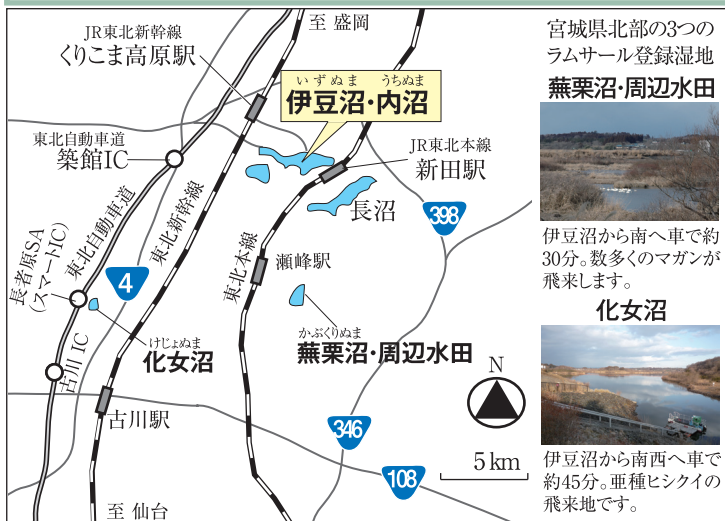 至 盛岡
JR東北新幹線
くりこま高原駅
いずぬま うちぬま
伊豆沼・内沼
東北自動車道
築館IC
JR東北本線
新田駅
長沼
398
東北自動車道
東北新幹線
長者原SA
(スマートIC)
4
東北本線
瀬峰駅
けじょぬま
化女沼
かぶくりぬま
蕪栗沼・周辺水田
古川 IC
古川駅
N
346
5km
108
至 仙台
宮城県北部の3つの
ラムサール登録湿地
蕪栗沼・周辺水田
伊豆沼から南へ車で約
30分。数多くのマガンが
飛来します。
化女沼
伊豆沼から南西へ車で
約45分。亜種ヒシクイの
飛来地です。